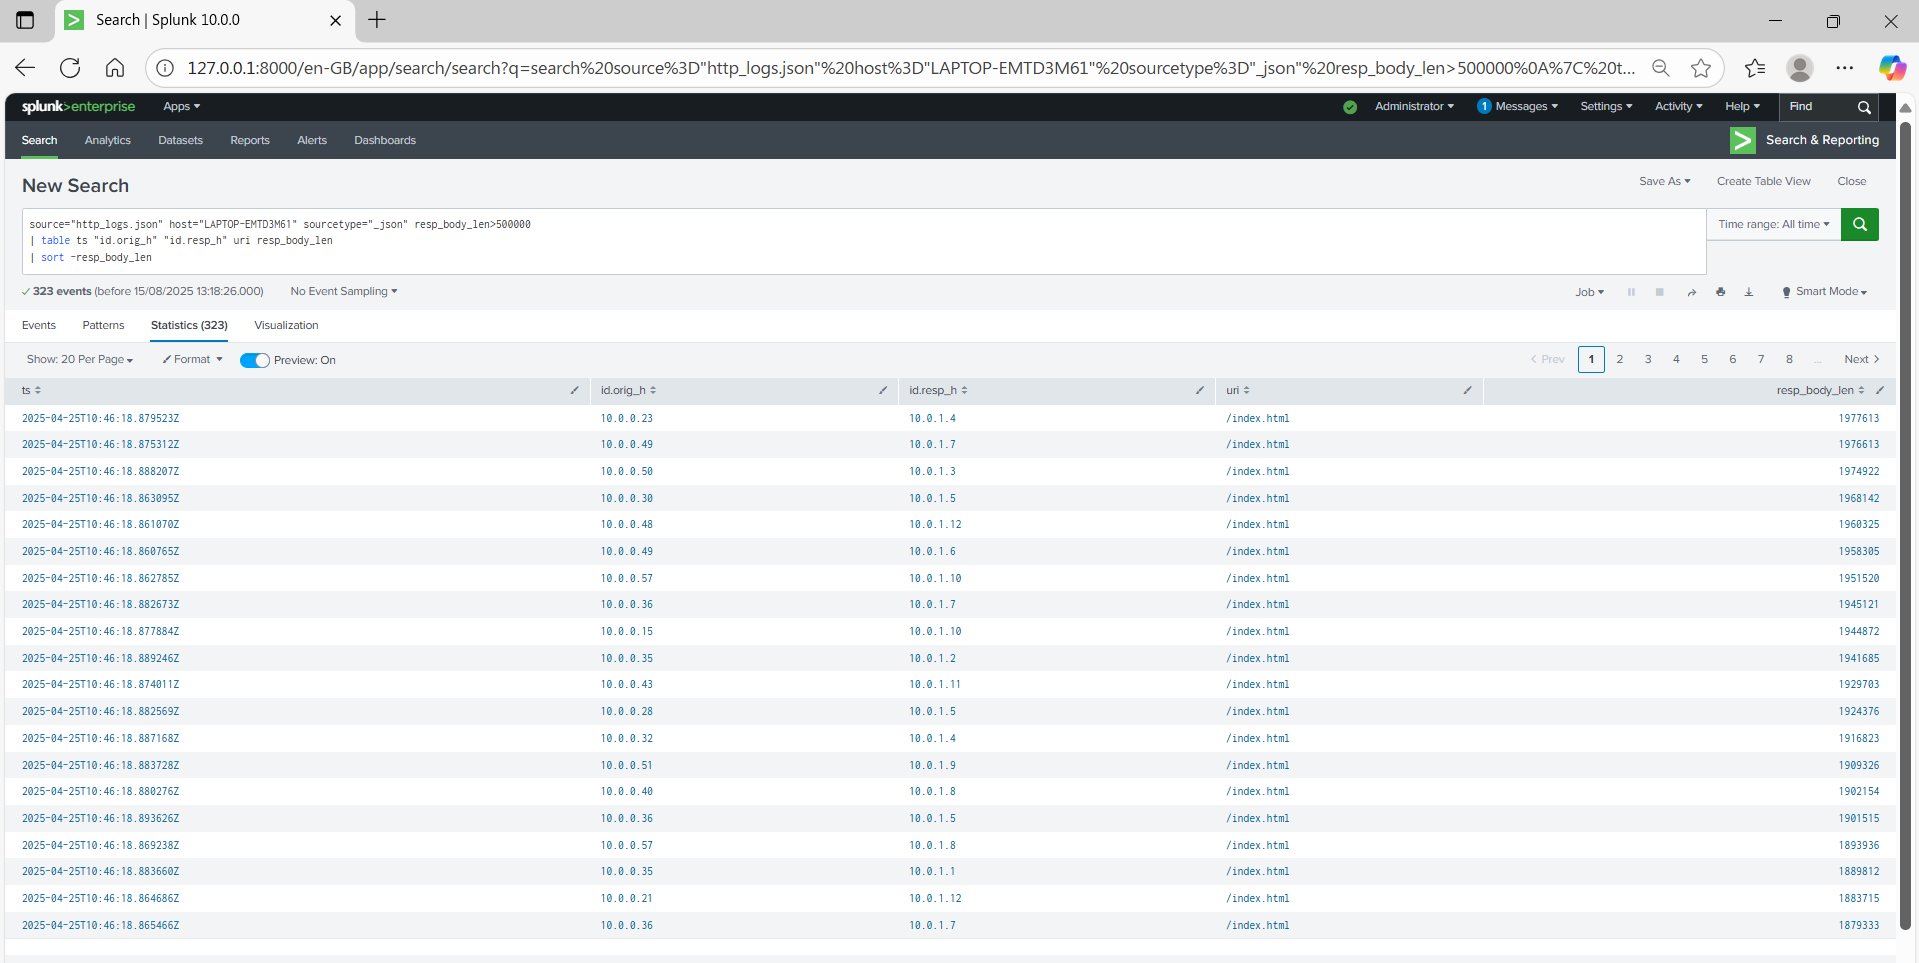 Search | Splunk 10.0.0
127.0.0.1:8000/en-GB/app/search/search?q=search%20source%3D"http_logs.json"%20host%3D"LAPTOP-EMTD3M61"%20sourcetype%3D"_json"%20resp_body_len>500000%0A%7C%20t...
splunk>enterprise Apps Administrator 1 Messages Settings Activity Help Find
Search Analytics Datasets Reports Alerts Dashboards Search & Reporting
New Search Save As Create Table View Close
source="http_logs.json" host="LAPTOP-EMTD3M61" sourcetype="_json" resp_body_len>500000 Time range: All time
| table ts "id.orig_h" "id.resp_h" uri resp_body_len
| sort -resp_body_len
323 events (before 15/08/2025 13:18:26.000) No Event Sampling Job Smart Mode
Events Patterns Statistics (323) Visualization
Show: 20 Per Page Format Preview: On < Prev 1 2 3 4 5 6 7 8 ... Next >
ts id.orig_h id.resp_h uri resp_body_len
2025-04-25T10:46:18.879523Z 10.0.0.23 10.0.1.4 /index.html 1977613
2025-04-25T10:46:18.875312Z 10.0.0.49 10.0.1.7 /index.html 1976613
2025-04-25T10:46:18.888207Z 10.0.0.50 10.0.1.3 /index.html 1974922
2025-04-25T10:46:18.863095Z 10.0.0.30 10.0.1.5 /index.html 1968142
2025-04-25T10:46:18.861070Z 10.0.0.48 10.0.1.12 /index.html 1960325
2025-04-25T10:46:18.860765Z 10.0.0.49 10.0.1.6 /index.html 1958305
2025-04-25T10:46:18.862785Z 10.0.0.57 10.0.1.10 /index.html 1951520
2025-04-25T10:46:18.882673Z 10.0.0.36 10.0.1.7 /index.html 1945121
2025-04-25T10:46:18.877884Z 10.0.0.15 10.0.1.10 /index.html 1944872
2025-04-25T10:46:18.889246Z 10.0.0.35 10.0.1.2 /index.html 1941685
2025-04-25T10:46:18.874011Z 10.0.0.43 10.0.1.11 /index.html 1929703
2025-04-25T10:46:18.882569Z 10.0.0.28 10.0.1.5 /index.html 1924376
2025-04-25T10:46:18.887168Z 10.0.0.32 10.0.1.4 /index.html 1916823
2025-04-25T10:46:18.883728Z 10.0.0.51 10.0.1.9 /index.html 1909326
2025-04-25T10:46:18.880276Z 10.0.0.40 10.0.1.8 /index.html 1902154
2025-04-25T10:46:18.893626Z 10.0.0.36 10.0.1.5 /index.html 1901515
2025-04-25T10:46:18.869238Z 10.0.0.57 10.0.1.8 /index.html 1893936
2025-04-25T10:46:18.883660Z 10.0.0.35 10.0.1.1 /index.html 1889812
2025-04-25T10:46:18.864686Z 10.0.0.21 10.0.1.12 /index.html 1883715
2025-04-25T10:46:18.865466Z 10.0.0.36 10.0.1.7 /index.html 1879333